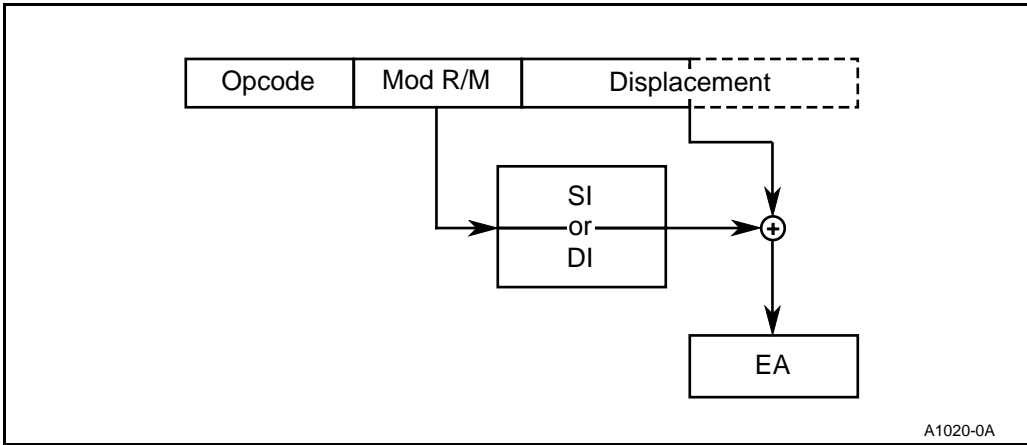 Opcode Mod R/M Displacement
SI
or
DI
+
EA
A1020-0A